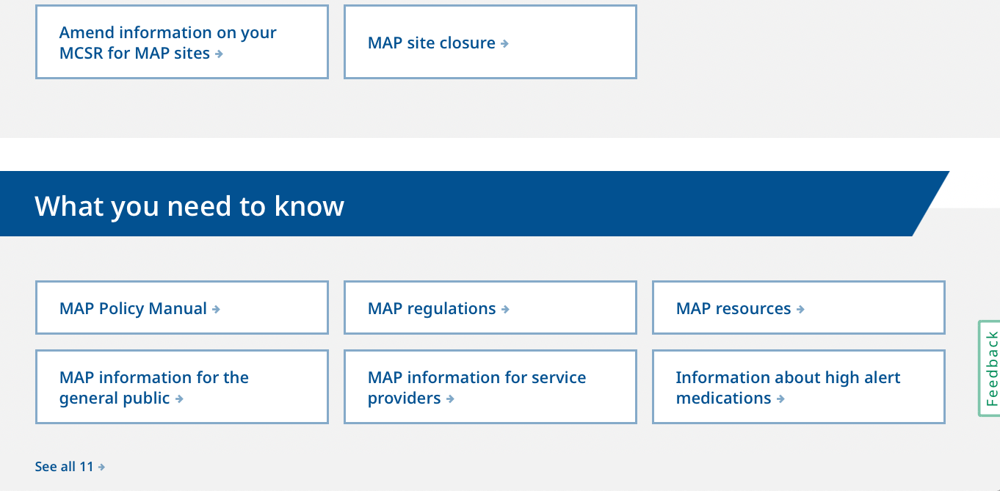 Amend information on your
MCSR for MAP sites
MAP site closure
What you need to know
MAP Policy Manual
MAP regulations
MAP resources
MAP information for the
general public
MAP information for service
providers
Information about high alert
medications
See all 11
Feedback